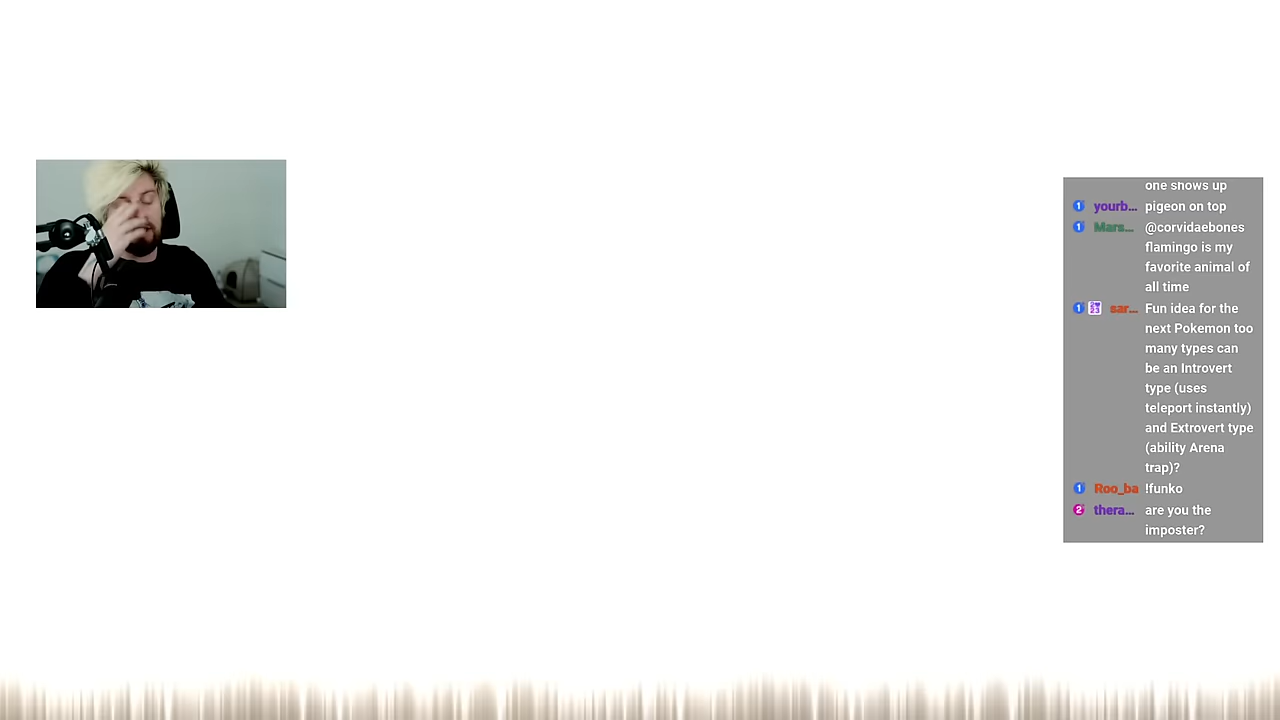 one shows up
yourb... pigeon on top
Mars... @corvidaebones
flamingo is my
favorite animal of
all time
sar... Fun idea for the
next Pokemon too
many types can
be an Introvert
type (uses
teleport instantly)
and Extrovert type
(ability Arena
trap)?
Roo_ba !funko
thera... are you the
imposter?